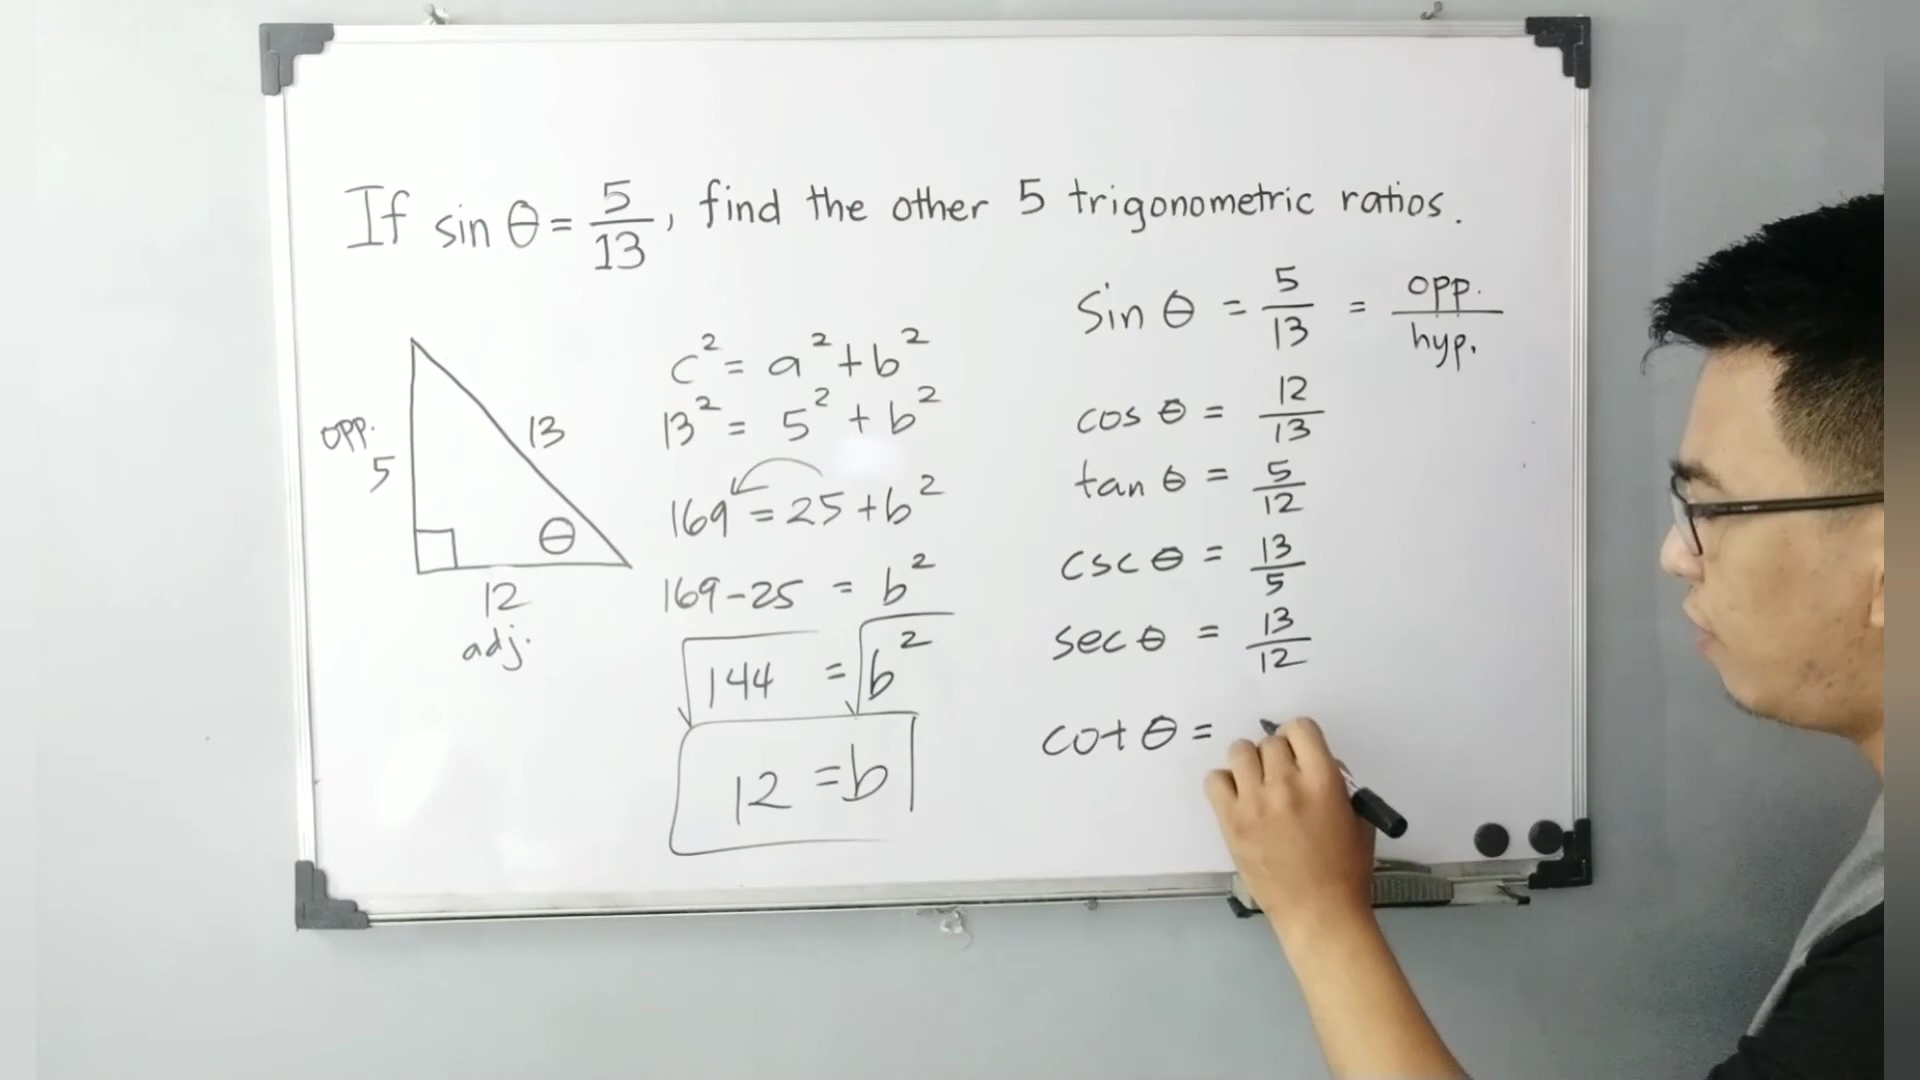 If sin θ = 5/13, find the other 5 trigonometric ratios.
opp.
5
13
θ
12
adj.
c² = a² + b²
13² = 5² + b²
169 = 25 + b²
169 - 25 = b²
√144 = √b²
12 = b
Sin θ = 5/13 = opp./hyp.
cos θ = 12/13
tan θ = 5/12
csc θ = 13/5
sec θ = 13/12
cot θ =